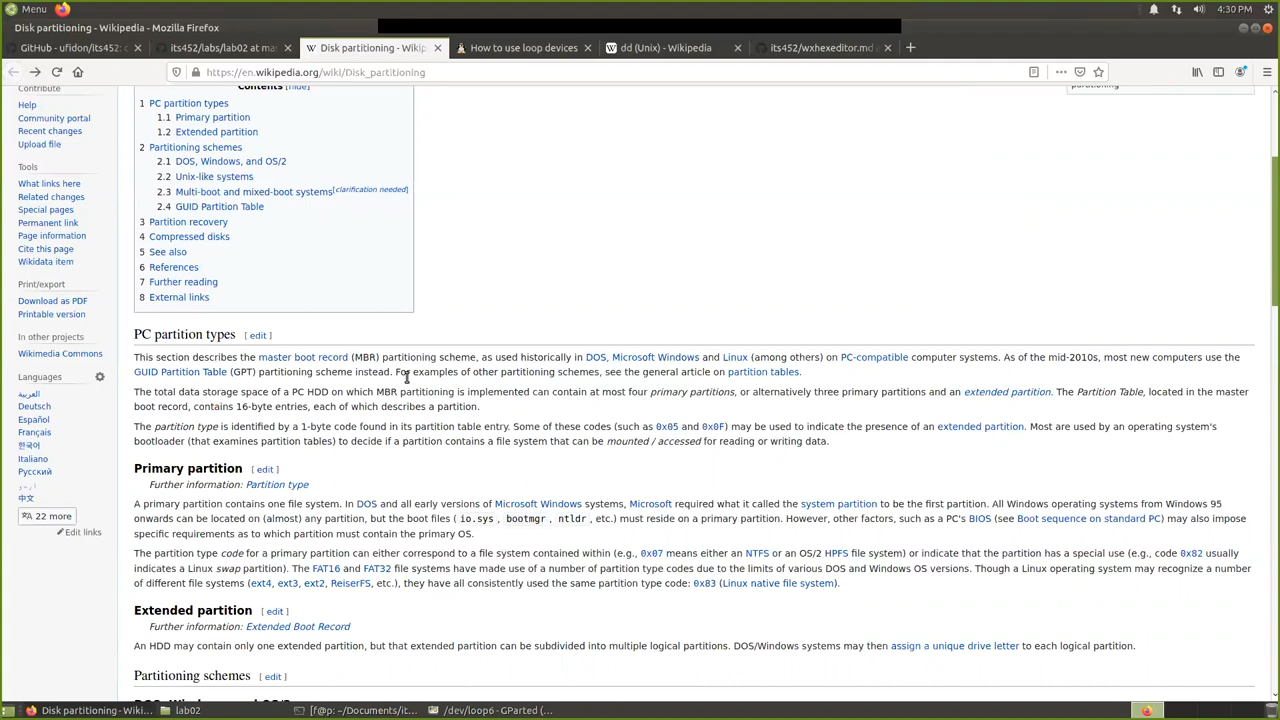 Menu
4:30 PM
Disk partitioning - Wikipedia - Mozilla Firefox
GitHub - ufidon/its452: c
its452/labs/lab02 at mas
Disk partitioning - Wikip
How to use loop devices
dd (Unix) - Wikipedia
its452/wxhexeditor.md a
https://en.wikipedia.org/wiki/Disk_partitioning
Contribute
Help
Community portal
Recent changes
Upload file
Tools
What links here
Related changes
Special pages
Permanent link
Page information
Cite this page
Wikidata item
Print/export
Download as PDF
Printable version
In other projects
Wikimedia Commons
Languages
العربية
Deutsch
Español
Français
한국어
Italiano
Русский
اردو
中文
22 more
Edit links
Contents [hide]
1 PC partition types
1.1 Primary partition
1.2 Extended partition
2 Partitioning schemes
2.1 DOS, Windows, and OS/2
2.2 Unix-like systems
2.3 Multi-boot and mixed-boot systems[clarification needed]
2.4 GUID Partition Table
3 Partition recovery
4 Compressed disks
5 See also
6 References
7 Further reading
8 External links
partitioning
PC partition types [ edit ]
This section describes the master boot record (MBR) partitioning scheme, as used historically in DOS, Microsoft Windows and Linux (among others) on PC-compatible computer systems. As of the mid-2010s, most new computers use the
GUID Partition Table (GPT) partitioning scheme instead. For examples of other partitioning schemes, see the general article on partition tables.
The total data storage space of a PC HDD on which MBR partitioning is implemented can contain at most four primary partitions, or alternatively three primary partitions and an extended partition. The Partition Table, located in the master
boot record, contains 16-byte entries, each of which describes a partition.
The partition type is identified by a 1-byte code found in its partition table entry. Some of these codes (such as 0x05 and 0x0F) may be used to indicate the presence of an extended partition. Most are used by an operating system's
bootloader (that examines partition tables) to decide if a partition contains a file system that can be mounted / accessed for reading or writing data.
Primary partition [ edit ]
Further information: Partition type
A primary partition contains one file system. In DOS and all early versions of Microsoft Windows systems, Microsoft required what it called the system partition to be the first partition. All Windows operating systems from Windows 95
onwards can be located on (almost) any partition, but the boot files ( io.sys , bootmgr , ntldr , etc.) must reside on a primary partition. However, other factors, such as a PC's BIOS (see Boot sequence on standard PC) may also impose
specific requirements as to which partition must contain the primary OS.
The partition type code for a primary partition can either correspond to a file system contained within (e.g., 0x07 means either an NTFS or an OS/2 HPFS file system) or indicate that the partition has a special use (e.g., code 0x82 usually
indicates a Linux swap partition). The FAT16 and FAT32 file systems have made use of a number of partition type codes due to the limits of various DOS and Windows OS versions. Though a Linux operating system may recognize a number
of different file systems (ext4, ext3, ext2, ReiserFS, etc.), they have all consistently used the same partition type code: 0x83 (Linux native file system).
Extended partition [ edit ]
Further information: Extended Boot Record
An HDD may contain only one extended partition, but that extended partition can be subdivided into multiple logical partitions. DOS/Windows systems may then assign a unique drive letter to each logical partition.
Partitioning schemes [ edit ]
Disk partitioning - Wiki...
lab02
[f@p: ~/Documents/it...
/dev/loop6 - GParted (...